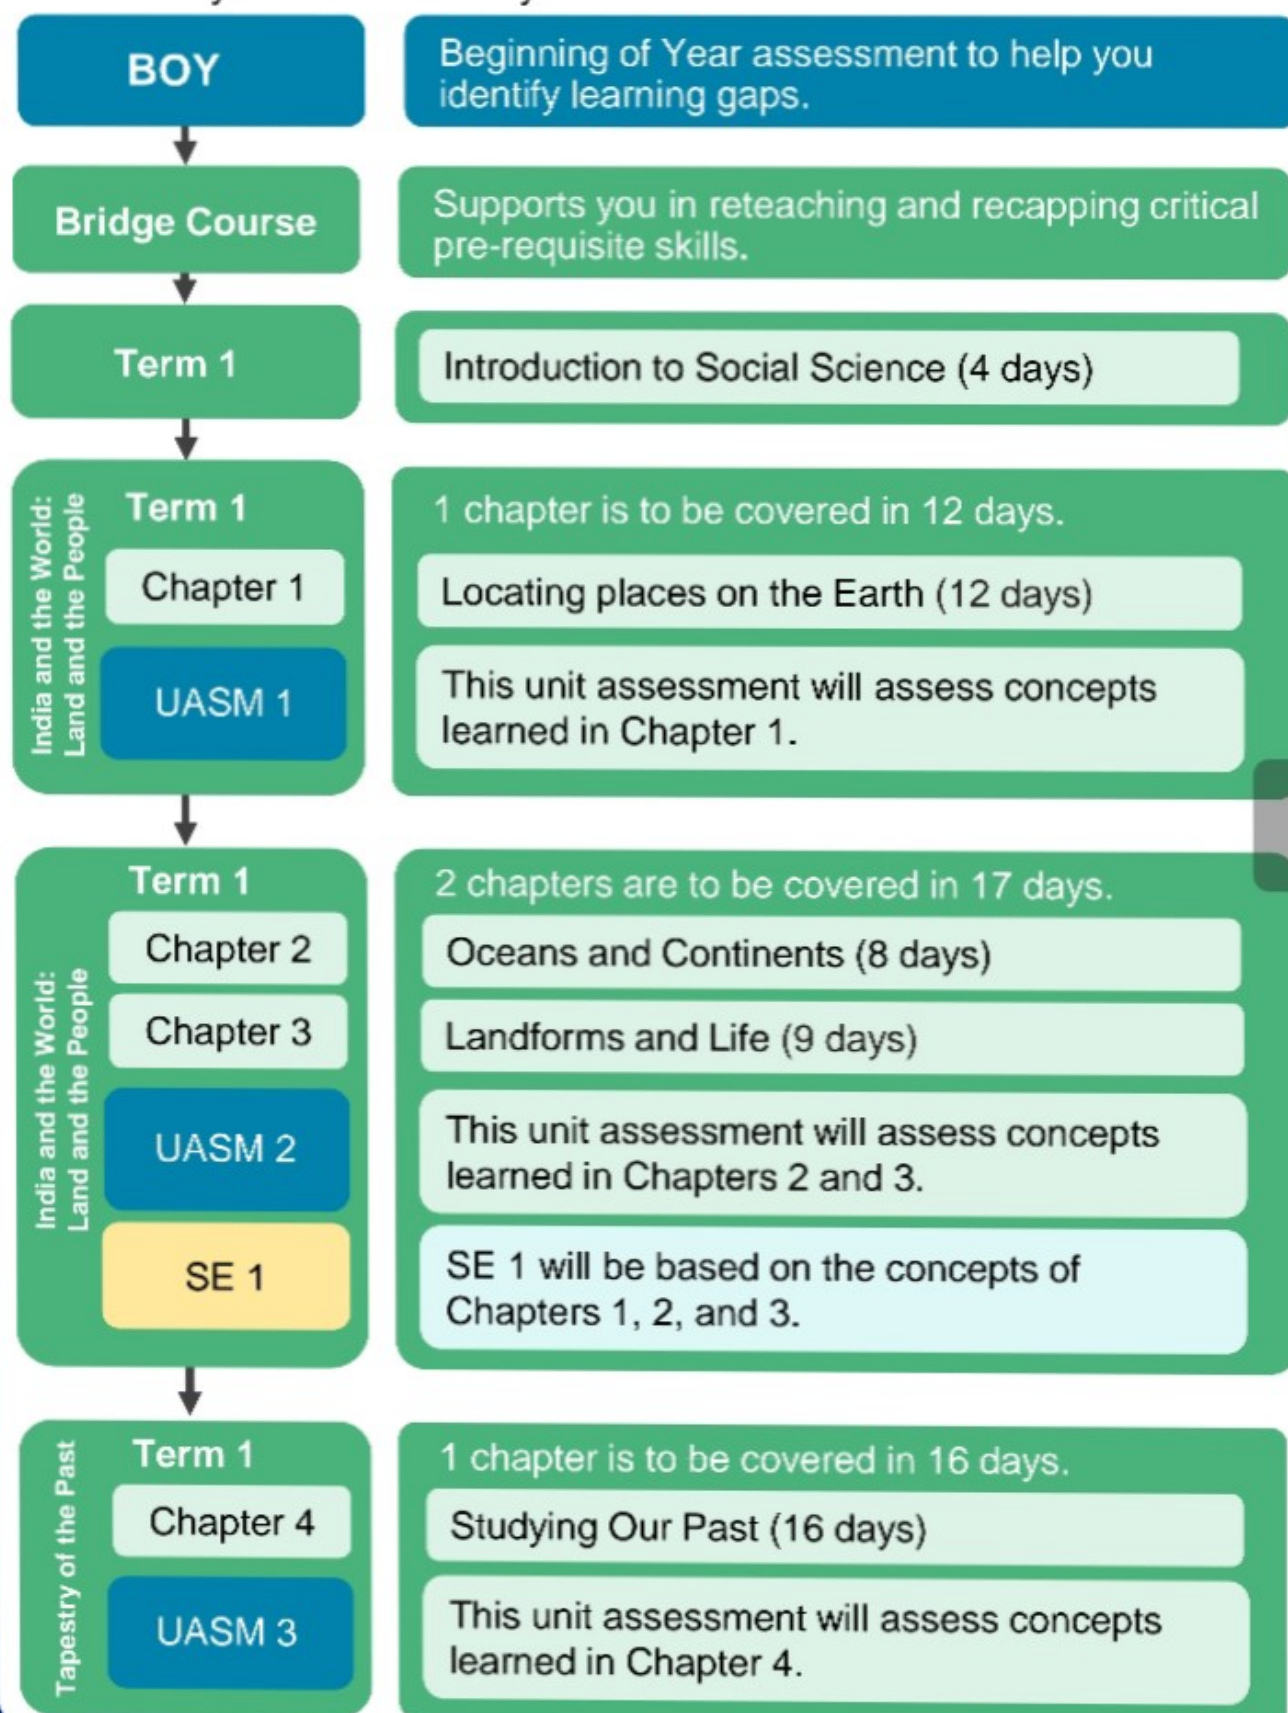 BOY
Beginning of Year assessment to help you
identify learning gaps.
Bridge Course
Supports you in reteaching and recapping critical
pre-requisite skills.
Term 1
Introduction to Social Science (4 days)
India and the World:
Land and the People
Term 1
1 chapter is to be covered in 12 days.
Chapter 1
Locating places on the Earth (12 days)
UASM 1
This unit assessment will assess concepts
learned in Chapter 1.
India and the World:
Land and the People
Term 1
2 chapters are to be covered in 17 days.
Chapter 2
Oceans and Continents (8 days)
Chapter 3
Landforms and Life (9 days)
UASM 2
This unit assessment will assess concepts
learned in Chapters 2 and 3.
SE 1
SE 1 will be based on the concepts of
Chapters 1, 2, and 3.
Tapestry of the Past
Term 1
1 chapter is to be covered in 16 days.
Chapter 4
Studying Our Past (16 days)
UASM 3
This unit assessment will assess concepts
learned in Chapter 4.